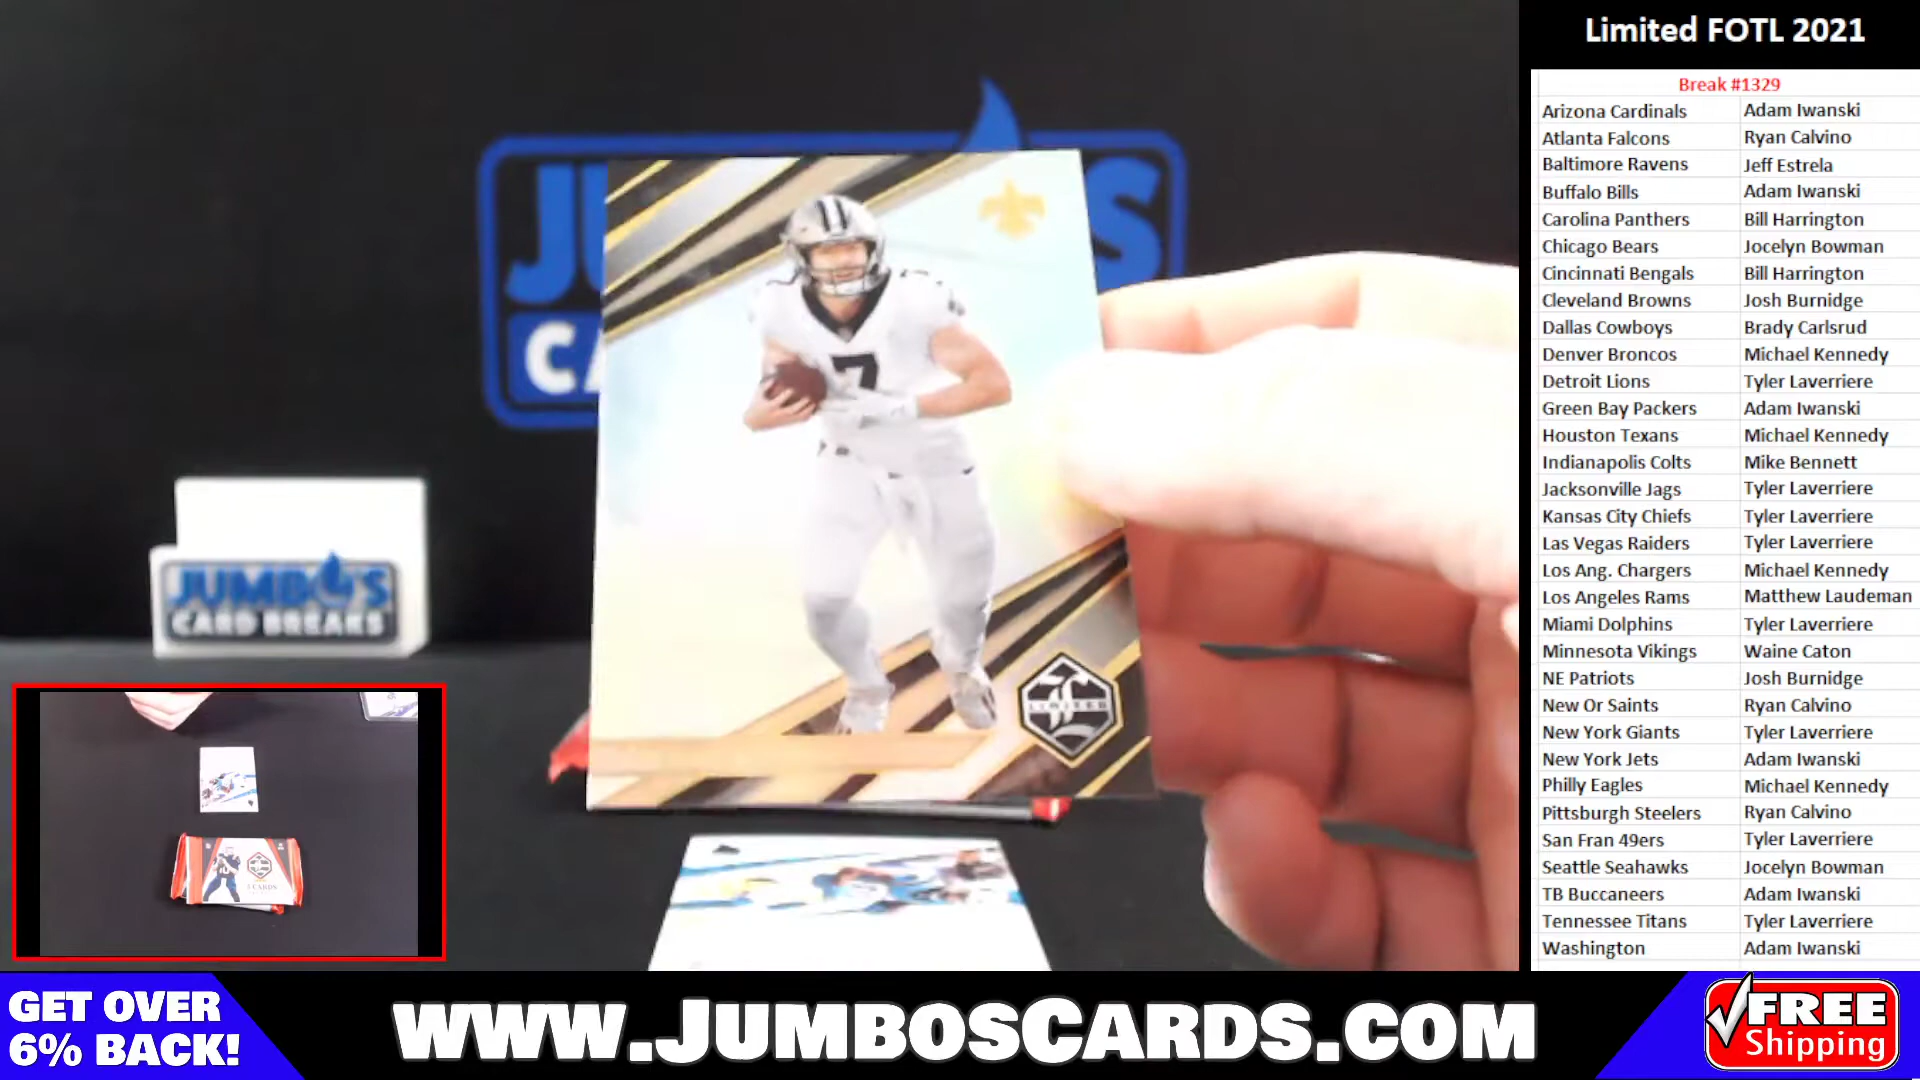 Limited FOTL 2021
Break #1329
Arizona Cardinals Adam Iwanski
Atlanta Falcons Ryan Calvino
Baltimore Ravens Jeff Estrela
Buffalo Bills Adam Iwanski
Carolina Panthers Bill Harrington
Chicago Bears Jocelyn Bowman
Cincinnati Bengals Bill Harrington
Cleveland Browns Josh Burnidge
Dallas Cowboys Brady Carlsrud
Denver Broncos Michael Kennedy
Detroit Lions Tyler Laverriere
Green Bay Packers Adam Iwanski
Houston Texans Michael Kennedy
Indianapolis Colts Mike Bennett
Jacksonville Jags Tyler Laverriere
Kansas City Chiefs Tyler Laverriere
Las Vegas Raiders Tyler Laverriere
Los Ang. Chargers Michael Kennedy
Los Angeles Rams Matthew Laudeman
Miami Dolphins Tyler Laverriere
Minnesota Vikings Waine Caton
NE Patriots Josh Burnidge
New Or Saints Ryan Calvino
New York Giants Tyler Laverriere
New York Jets Adam Iwanski
Philly Eagles Michael Kennedy
Pittsburgh Steelers Ryan Calvino
San Fran 49ers Tyler Laverriere
Seattle Seahawks Jocelyn Bowman
TB Buccaneers Adam Iwanski
Tennessee Titans Tyler Laverriere
Washington Adam Iwanski
7
LIMITED
JUMBO'S
CARD BREAKS
GET OVER
6% BACK!
WWW.JUMBOSCARDS.COM
FREE
Shipping